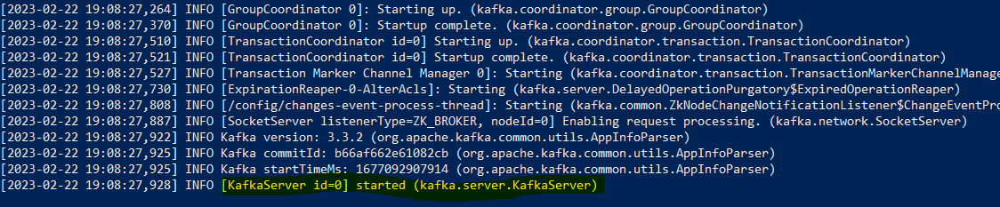 [2023-02-22 19:08:27,264] INFO [GroupCoordinator 0]: Starting up. (kafka.coordinator.group.GroupCoordinator)
[2023-02-22 19:08:27,370] INFO [GroupCoordinator 0]: Startup complete. (kafka.coordinator.group.GroupCoordinator)
[2023-02-22 19:08:27,510] INFO [TransactionCoordinator id=0] Starting up. (kafka.coordinator.transaction.TransactionCoordinator)
[2023-02-22 19:08:27,521] INFO [TransactionCoordinator id=0] Startup complete. (kafka.coordinator.transaction.TransactionCoordinator)
[2023-02-22 19:08:27,527] INFO [Transaction Marker Channel Manager 0]: Starting (kafka.coordinator.transaction.TransactionMarkerChannelManage
[2023-02-22 19:08:27,730] INFO [ExpirationReaper-0-AlterAcls]: Starting (kafka.server.DelayedOperationPurgatory$ExpiredOperationReaper)
[2023-02-22 19:08:27,808] INFO [/config/changes-event-process-thread]: Starting (kafka.common.ZkNodeChangeNotificationListener$ChangeEventPro
[2023-02-22 19:08:27,887] INFO [SocketServer listenerType=ZK_BROKER, nodeId=0] Enabling request processing. (kafka.network.SocketServer)
[2023-02-22 19:08:27,922] INFO Kafka version: 3.3.2 (org.apache.kafka.common.utils.AppInfoParser)
[2023-02-22 19:08:27,925] INFO Kafka commitId: b66af662e61082cb (org.apache.kafka.common.utils.AppInfoParser)
[2023-02-22 19:08:27,925] INFO Kafka startTimeMs: 1677092907914 (org.apache.kafka.common.utils.AppInfoParser)
[2023-02-22 19:08:27,928] INFO [KafkaServer id=0] started (kafka.server.KafkaServer)